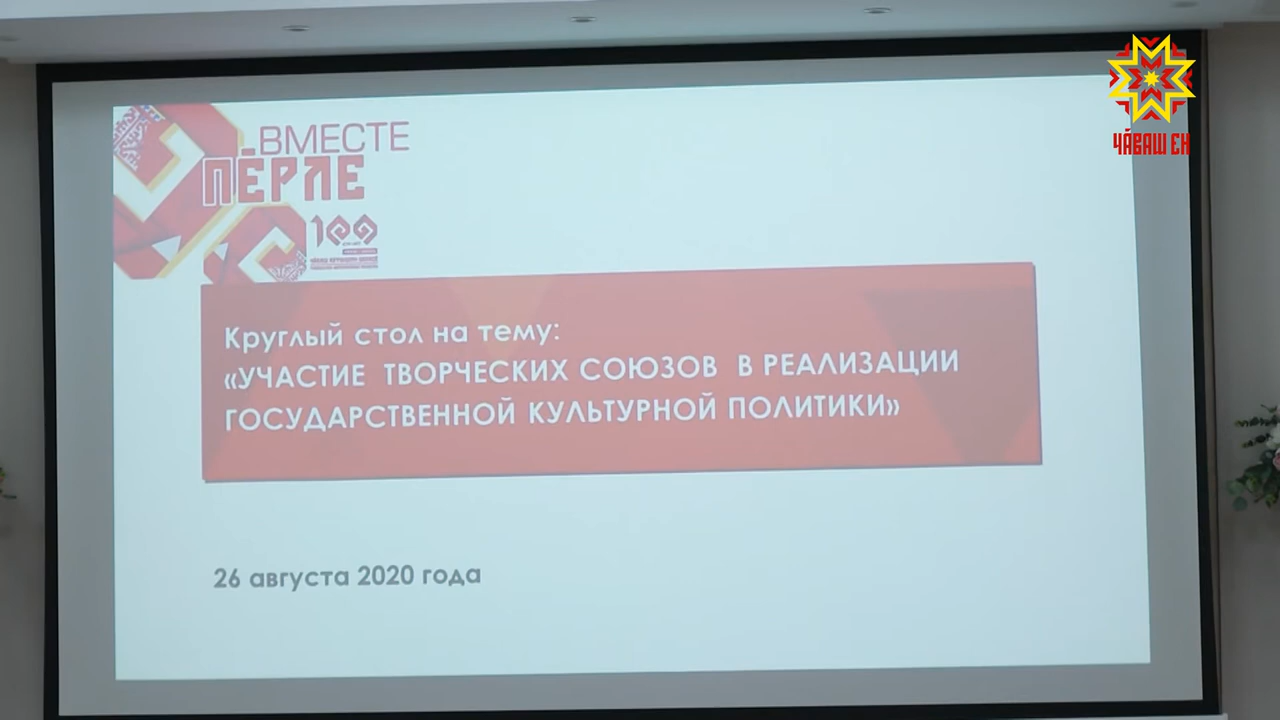 ЧӐВАШ ЕН
ВМЕСТЕ
ПӖРЛЕ
100
Круглый стол на тему:
«УЧАСТИЕ ТВОРЧЕСКИХ СОЮЗОВ В РЕАЛИЗАЦИИ
ГОСУДАРСТВЕННОЙ КУЛЬТУРНОЙ ПОЛИТИКИ»
26 августа 2020 года